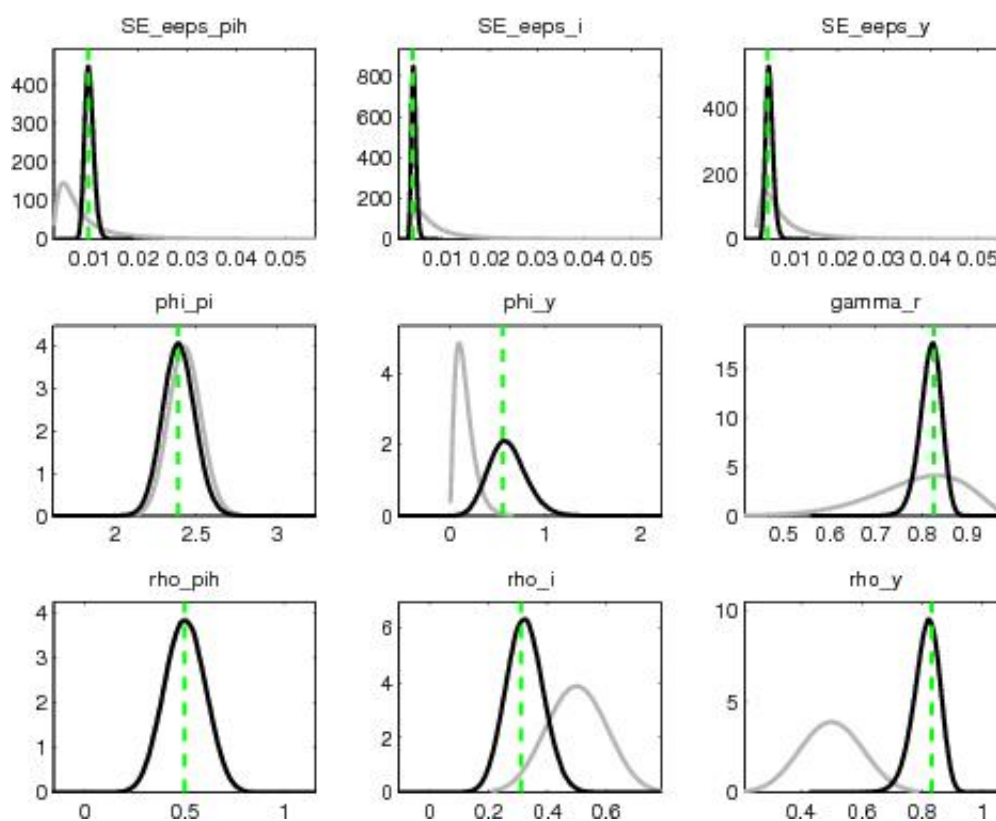 SE_eeps_pih SE_eeps_i SE_eeps_y
400 300 200 100 0
0.01 0.02 0.03 0.04 0.05
800 600 400 200 0
0.01 0.02 0.03 0.04 0.05
400 200 0
0.01 0.02 0.03 0.04 0.05
phi_pi phi_y gamma_r
4 3 2 1 0
2 2.5 3
4 2 0
0 1 2
15 10 5 0
0.5 0.6 0.7 0.8 0.9
rho_pih rho_i rho_y
4 3 2 1 0
0 0.5 1
6 4 2 0
0 0.2 0.4 0.6
10 5 0
0.4 0.6 0.8 1